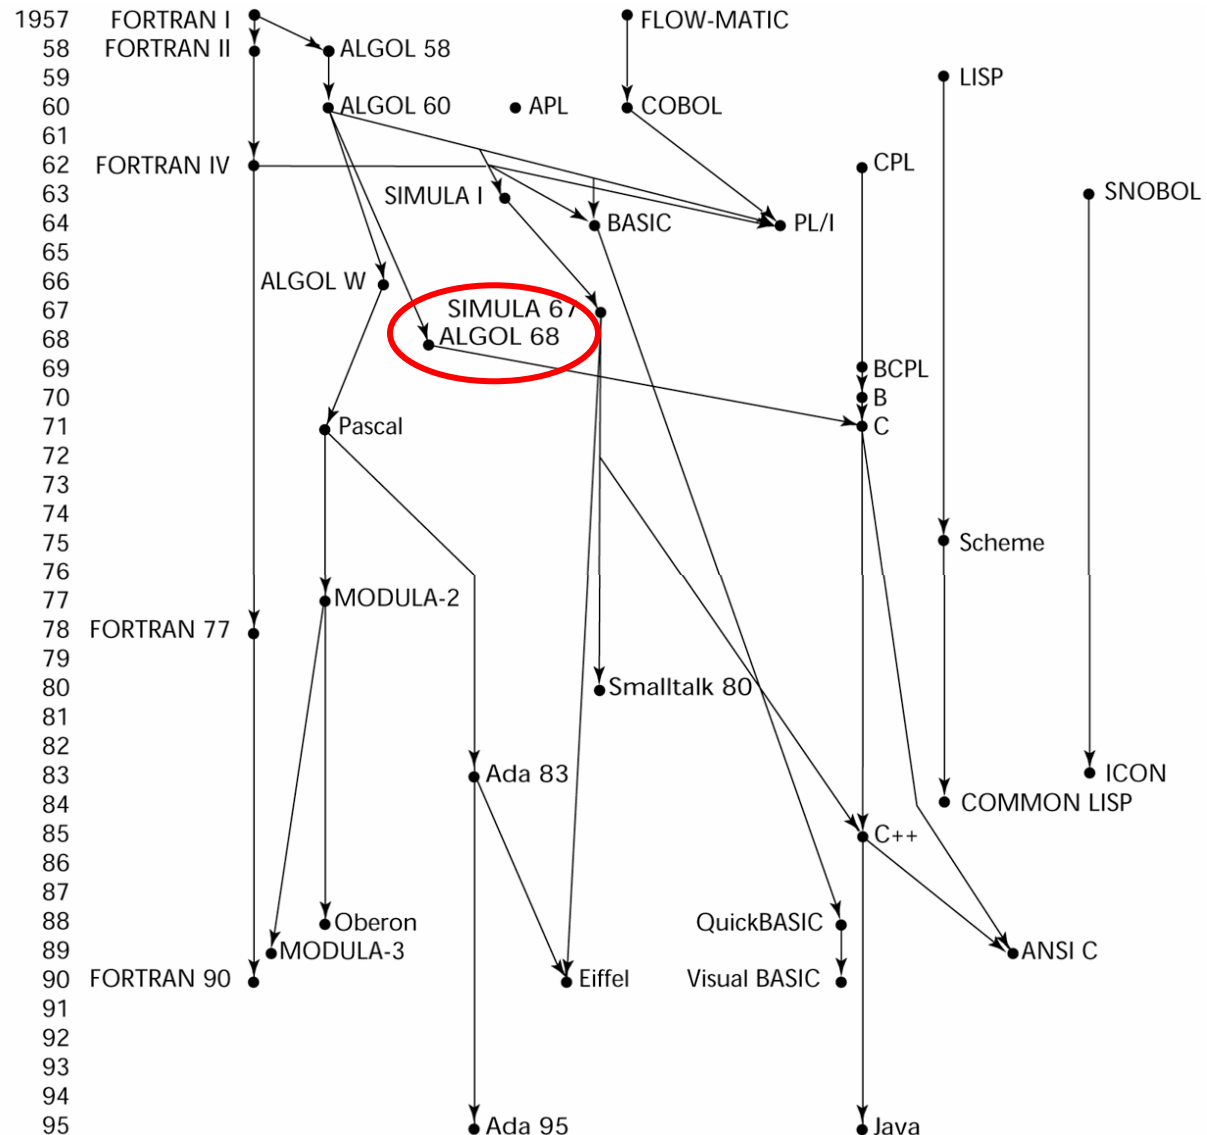 1957 FORTRAN I FLOW-MATIC
58 FORTRAN II ALGOL 58
59 LISP
60 ALGOL 60 APL COBOL
61
62 FORTRAN IV CPL
63 SIMULA I SNOBOL
64 BASIC PL/I
65
66 ALGOL W
67 SIMULA 67
68 ALGOL 68
69 BCPL
70 B
71 Pascal C
72
73
74
75 Scheme
76
77 MODULA-2
78 FORTRAN 77
79
80 Smalltalk 80
81
82
83 Ada 83 ICON
84 COMMON LISP
85 C++
86
87
88 Oberon QuickBASIC
89 MODULA-3 ANSI C
90 FORTRAN 90 Eiffel Visual BASIC
91
92
93
94
95 Ada 95 Java